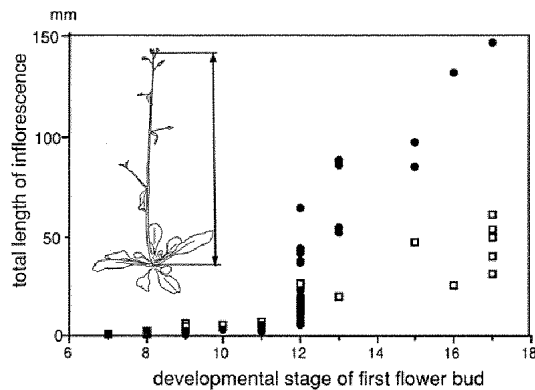 mm
150
100
50
0
total length of inflorescence
6 8 10 12 14 16 18
developmental stage of first flower bud